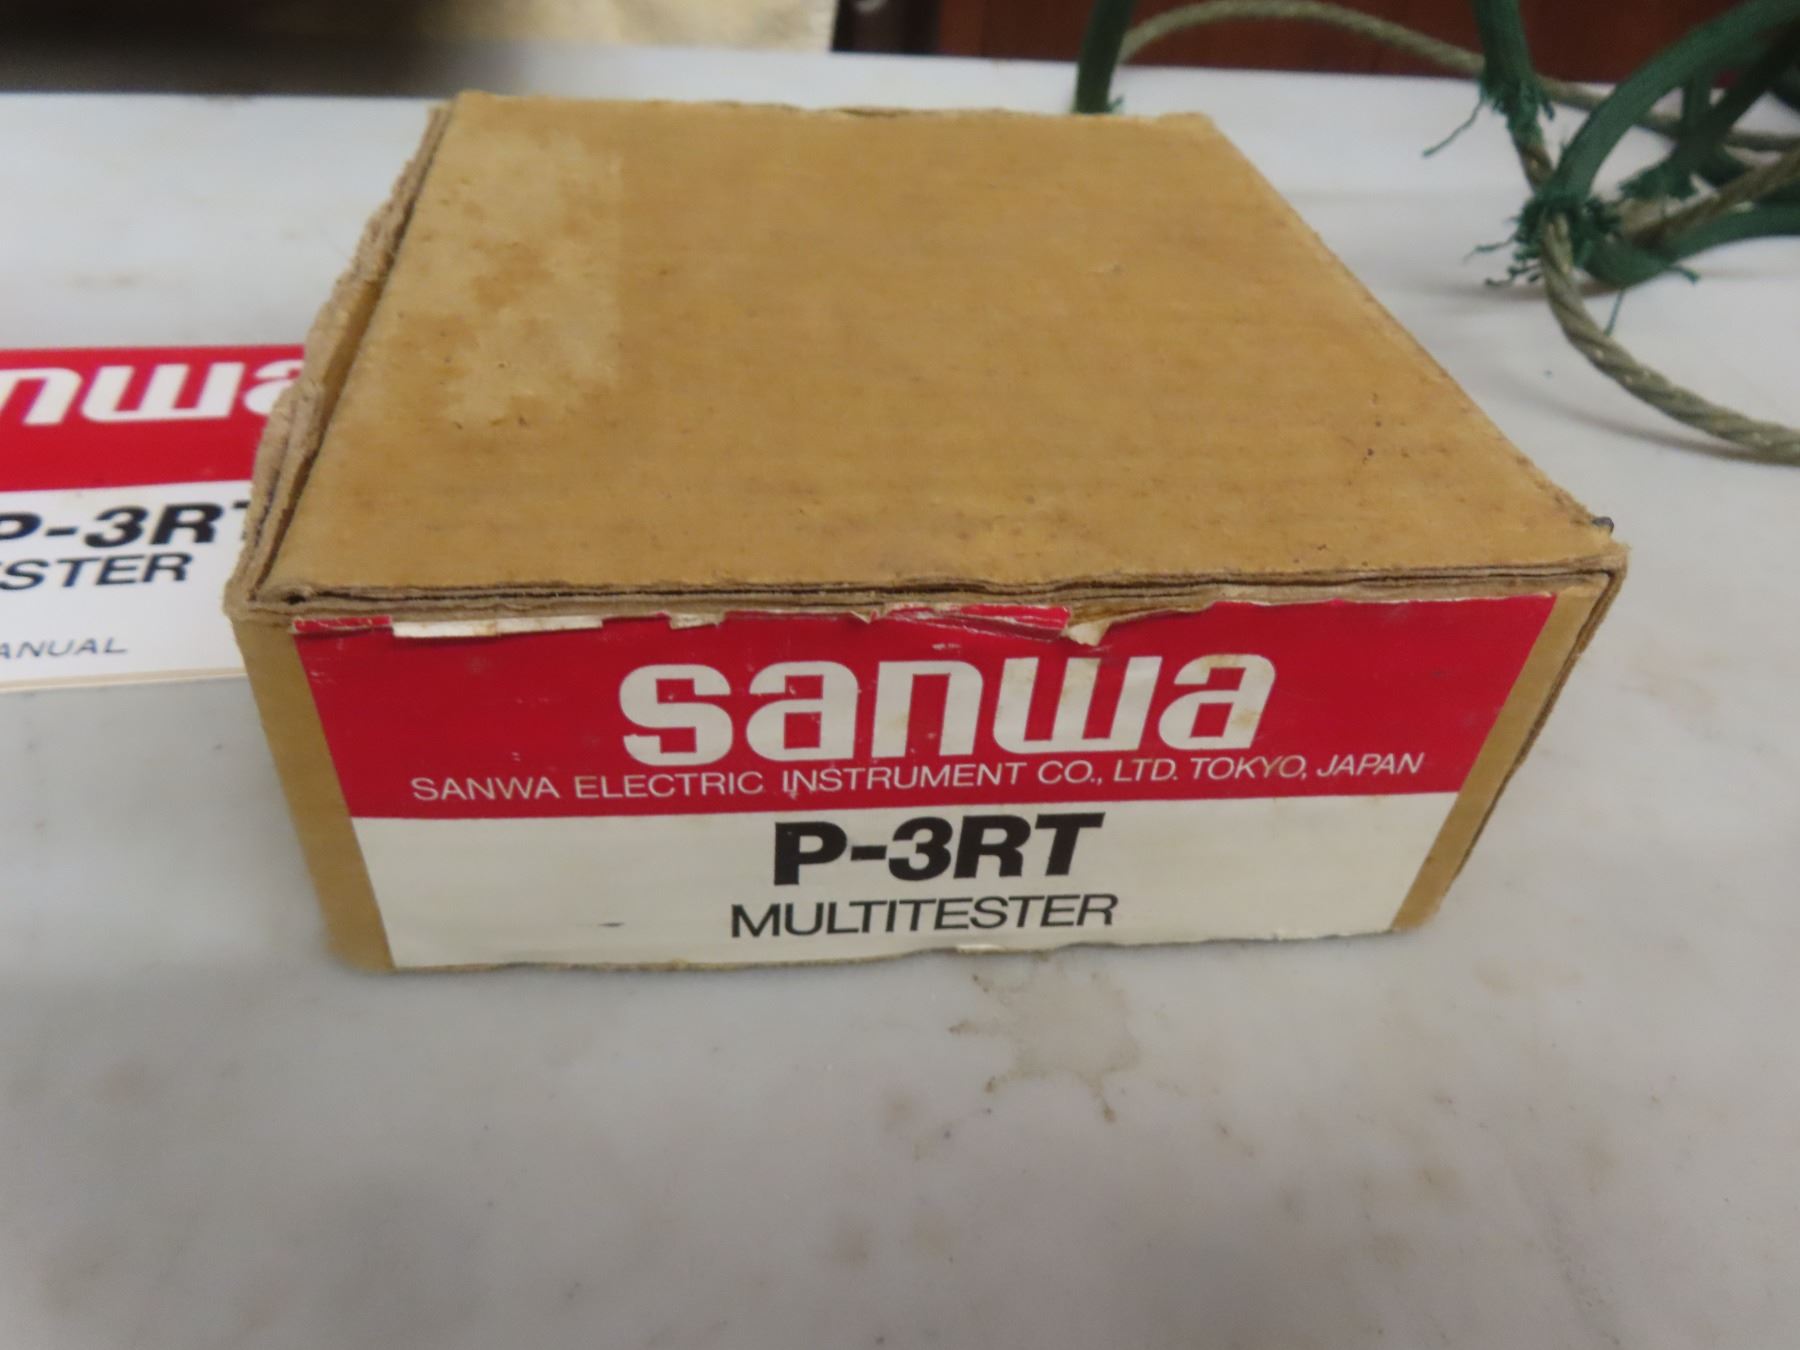 sanwa
SANWA ELECTRIC INSTRUMENT CO., LTD. TOKYO, JAPAN
P-3RT
MULTITESTER
nwa
P-3RT
STER
ANUAL